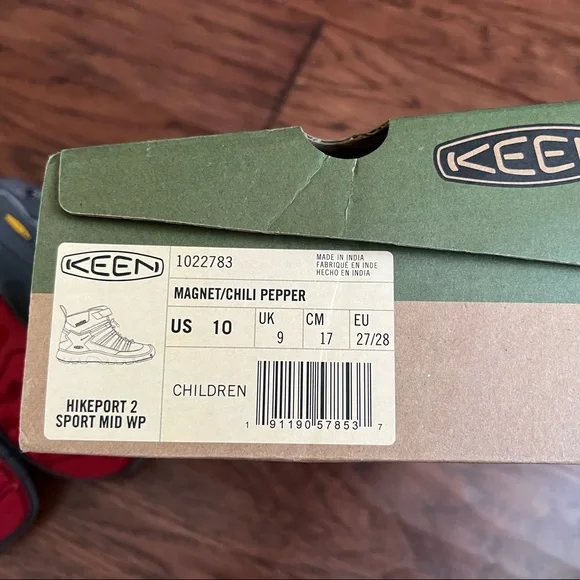 KEEN
KEEN
1022783
MADE IN INDIA
FABRIQUÉ EN INDE
HECHO EN INDIA
MAGNET/CHILI PEPPER
US 10
UK 9
CM 17
EU 27/28
HIKEPORT 2
SPORT MID WP
CHILDREN
1 91190 57853 7